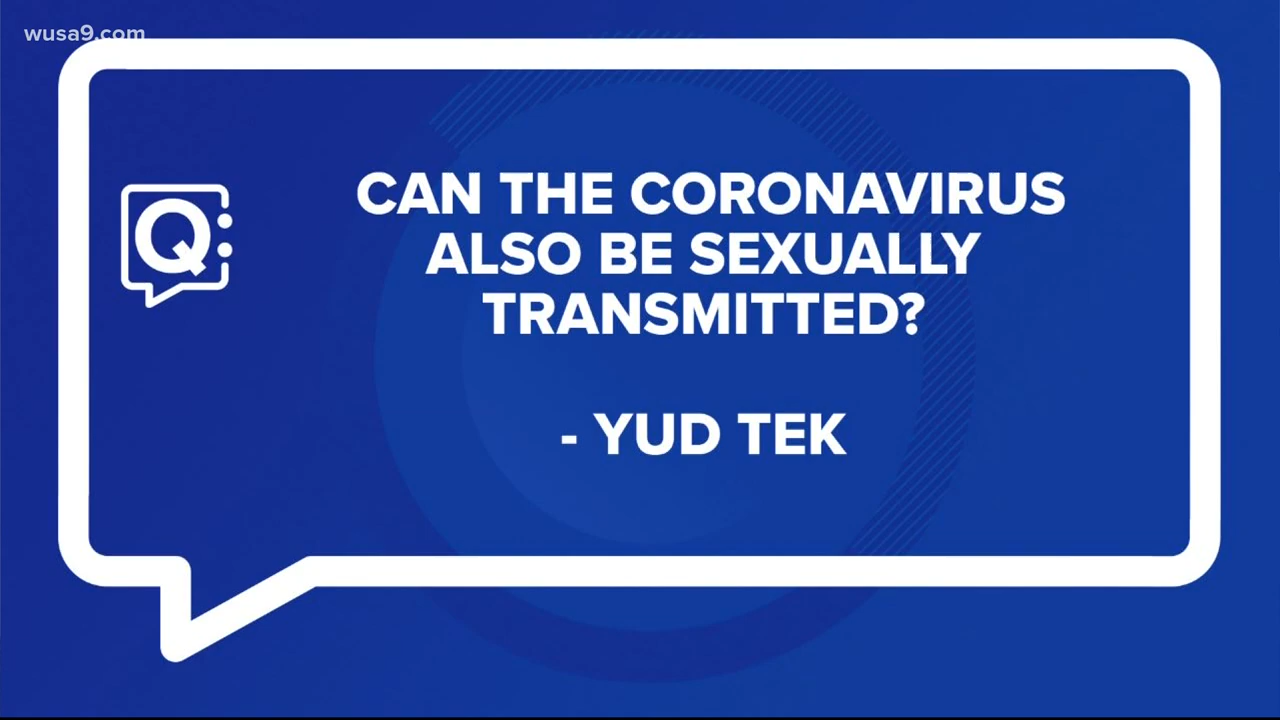 wusa9.com
Q
CAN THE CORONAVIRUS
ALSO BE SEXUALLY
TRANSMITTED?
- YUD TEK